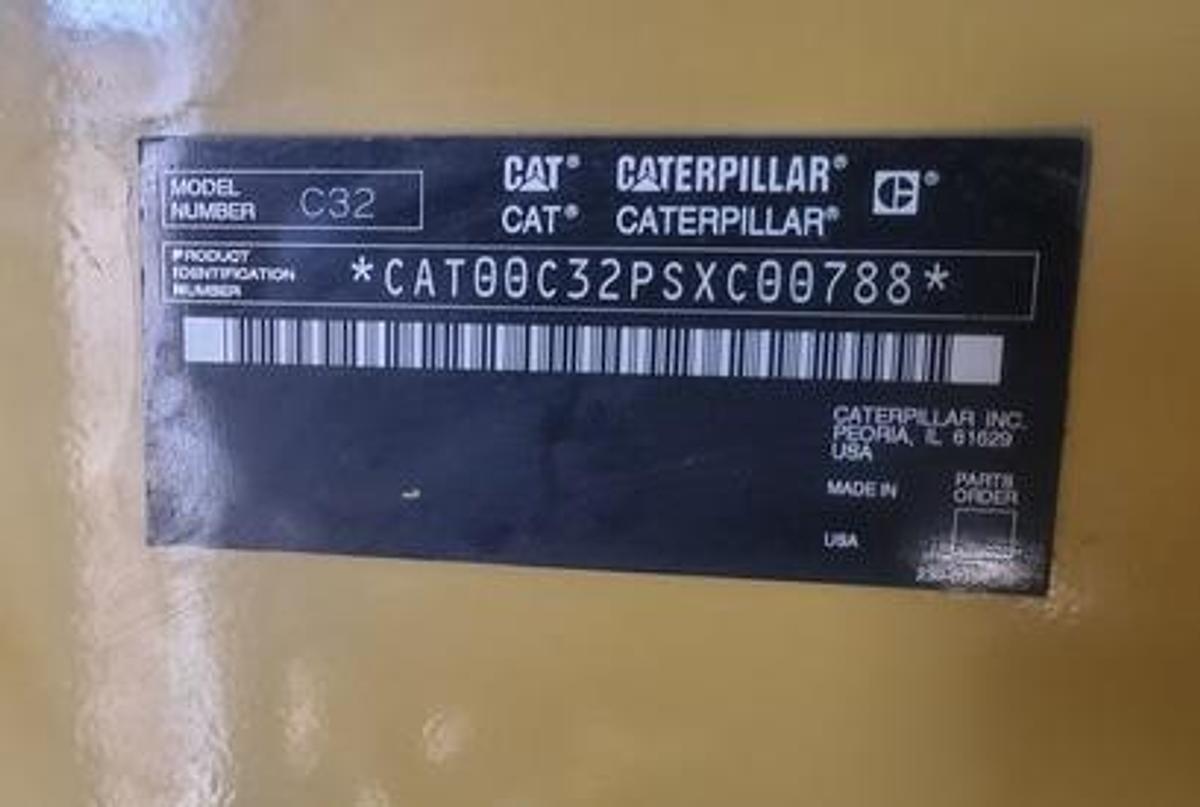 MODEL NUMBER C32
CAT® CATERPILLAR®
CAT® CATERPILLAR®
PRODUCT IDENTIFICATION NUMBER *CAT00C32PSXC00788*
CATERPILLAR INC.
PEORIA, IL 61629
USA
MADE IN
USA
PARTS
ORDER